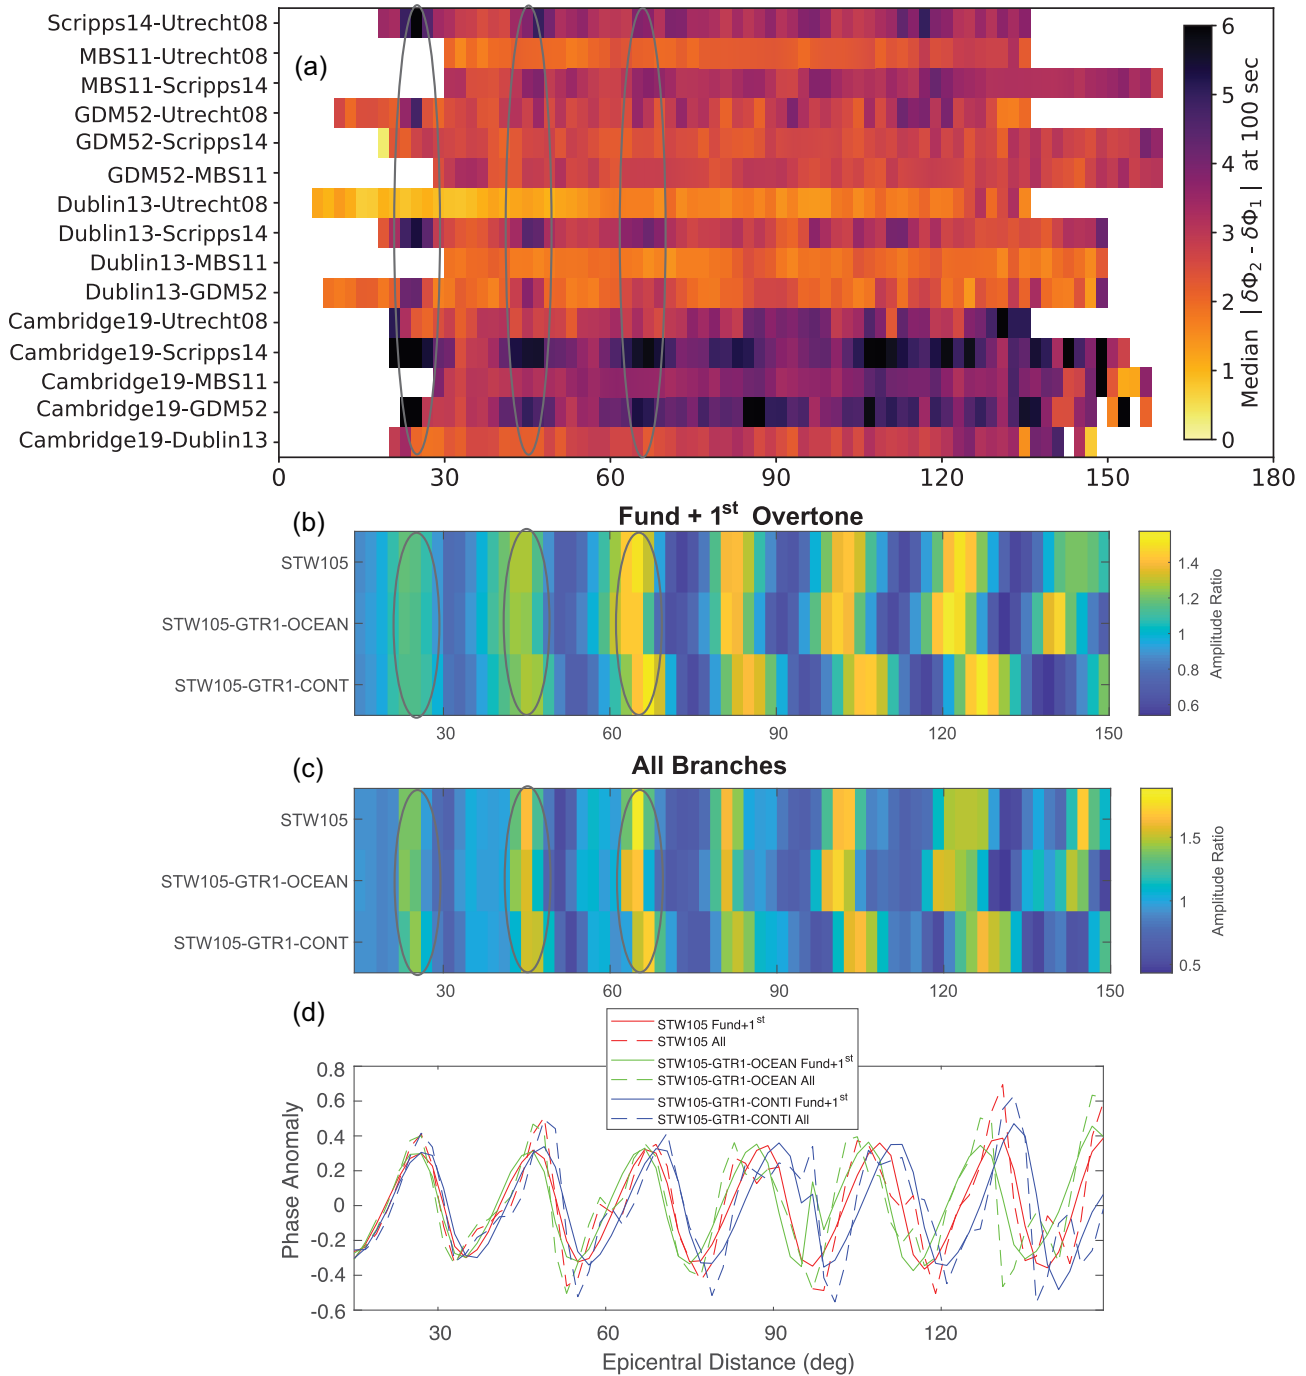 (a)
Scripps14-Utrecht08
MBS11-Utrecht08
MBS11-Scripps14
GDM52-Utrecht08
GDM52-Scripps14
GDM52-MBS11
Dublin13-Utrecht08
Dublin13-Scripps14
Dublin13-MBS11
Dublin13-GDM52
Cambridge19-Utrecht08
Cambridge19-Scripps14
Cambridge19-MBS11
Cambridge19-GDM52
Cambridge19-Dublin13
0 30 60 90 120 150 180
6
5
4
3
2
1
0
Median | δΦ2 - δΦ1 | at 100 sec
(b)
Fund + 1st Overtone
STW105
STW105-GTR1-OCEAN
STW105-GTR1-CONT
30 60 90 120 150
1.4
1.2
1
0.8
0.6
Amplitude Ratio
(c)
All Branches
STW105
STW105-GTR1-OCEAN
STW105-GTR1-CONT
30 60 90 120 150
1.5
1
0.5
Amplitude Ratio
(d)
STW105 Fund+1st
STW105 All
STW105-GTR1-OCEAN Fund+1st
STW105-GTR1-OCEAN All
STW105-GTR1-CONTI Fund+1st
STW105-GTR1-CONTI All
0.8
0.6
0.4
0.2
0
-0.2
-0.4
-0.6
Phase Anomaly
30 60 90 120
Epicentral Distance (deg)